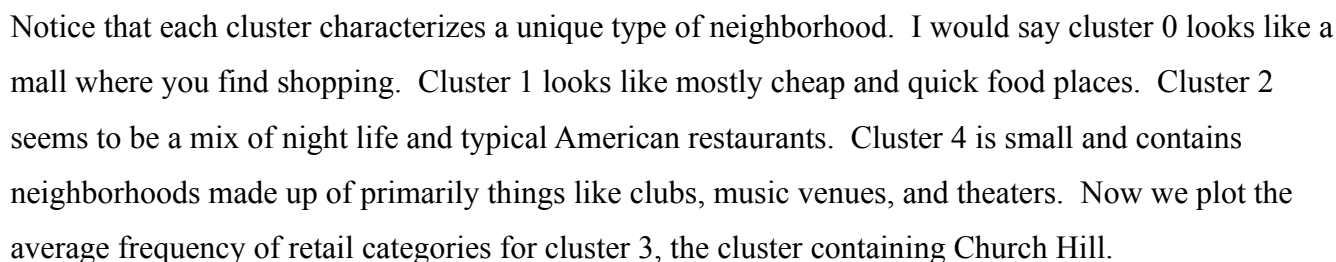 Notice that each cluster characterizes a unique type of neighborhood.  I would say cluster 0 looks like a
mall where you find shopping.  Cluster 1 looks like mostly cheap and quick food places.  Cluster 2
seems to be a mix of night life and typical American restaurants.  Cluster 4 is small and contains
neighborhoods made up of primarily things like clubs, music venues, and theaters.  Now we plot the
average frequency of retail categories for cluster 3, the cluster containing Church Hill.